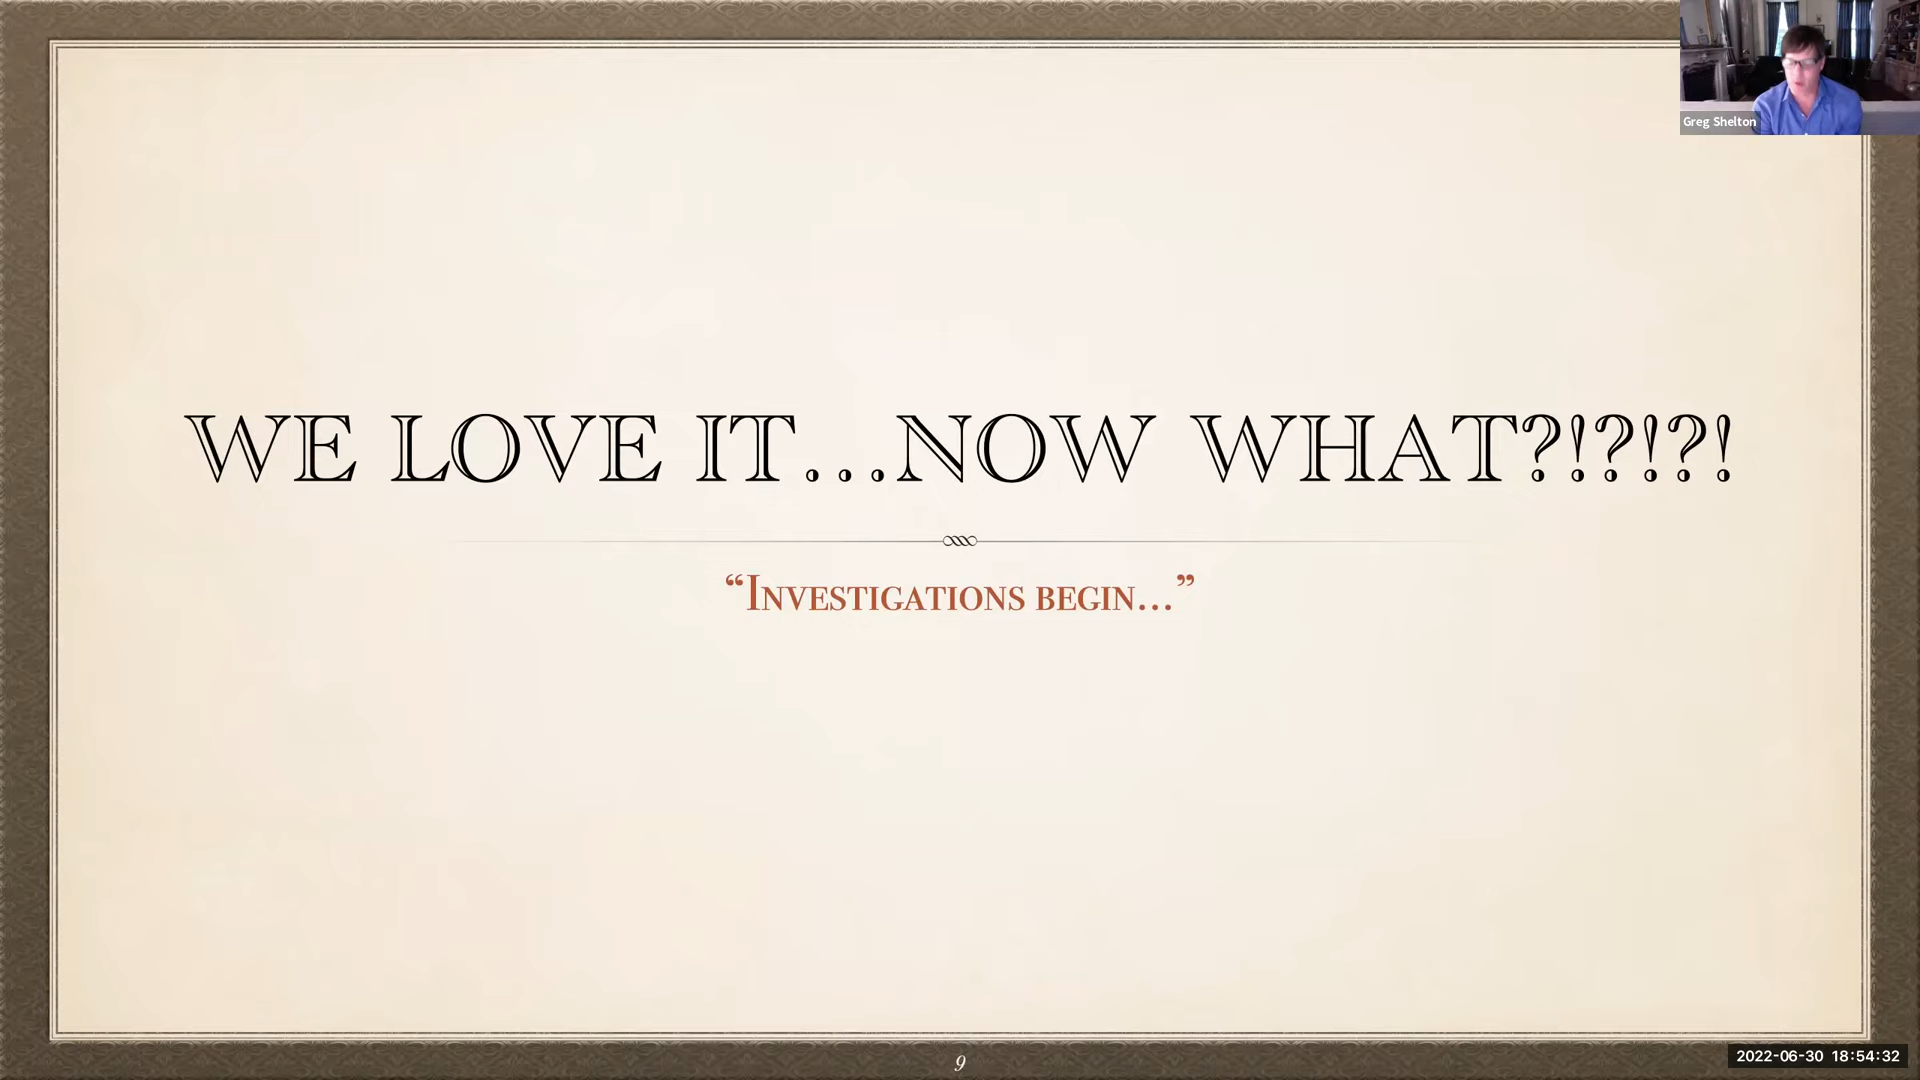 Greg Shelton
WE LOVE IT...NOW WHAT?!?!?!
“Investigations begin...”
9
2022-06-30 18:54:32